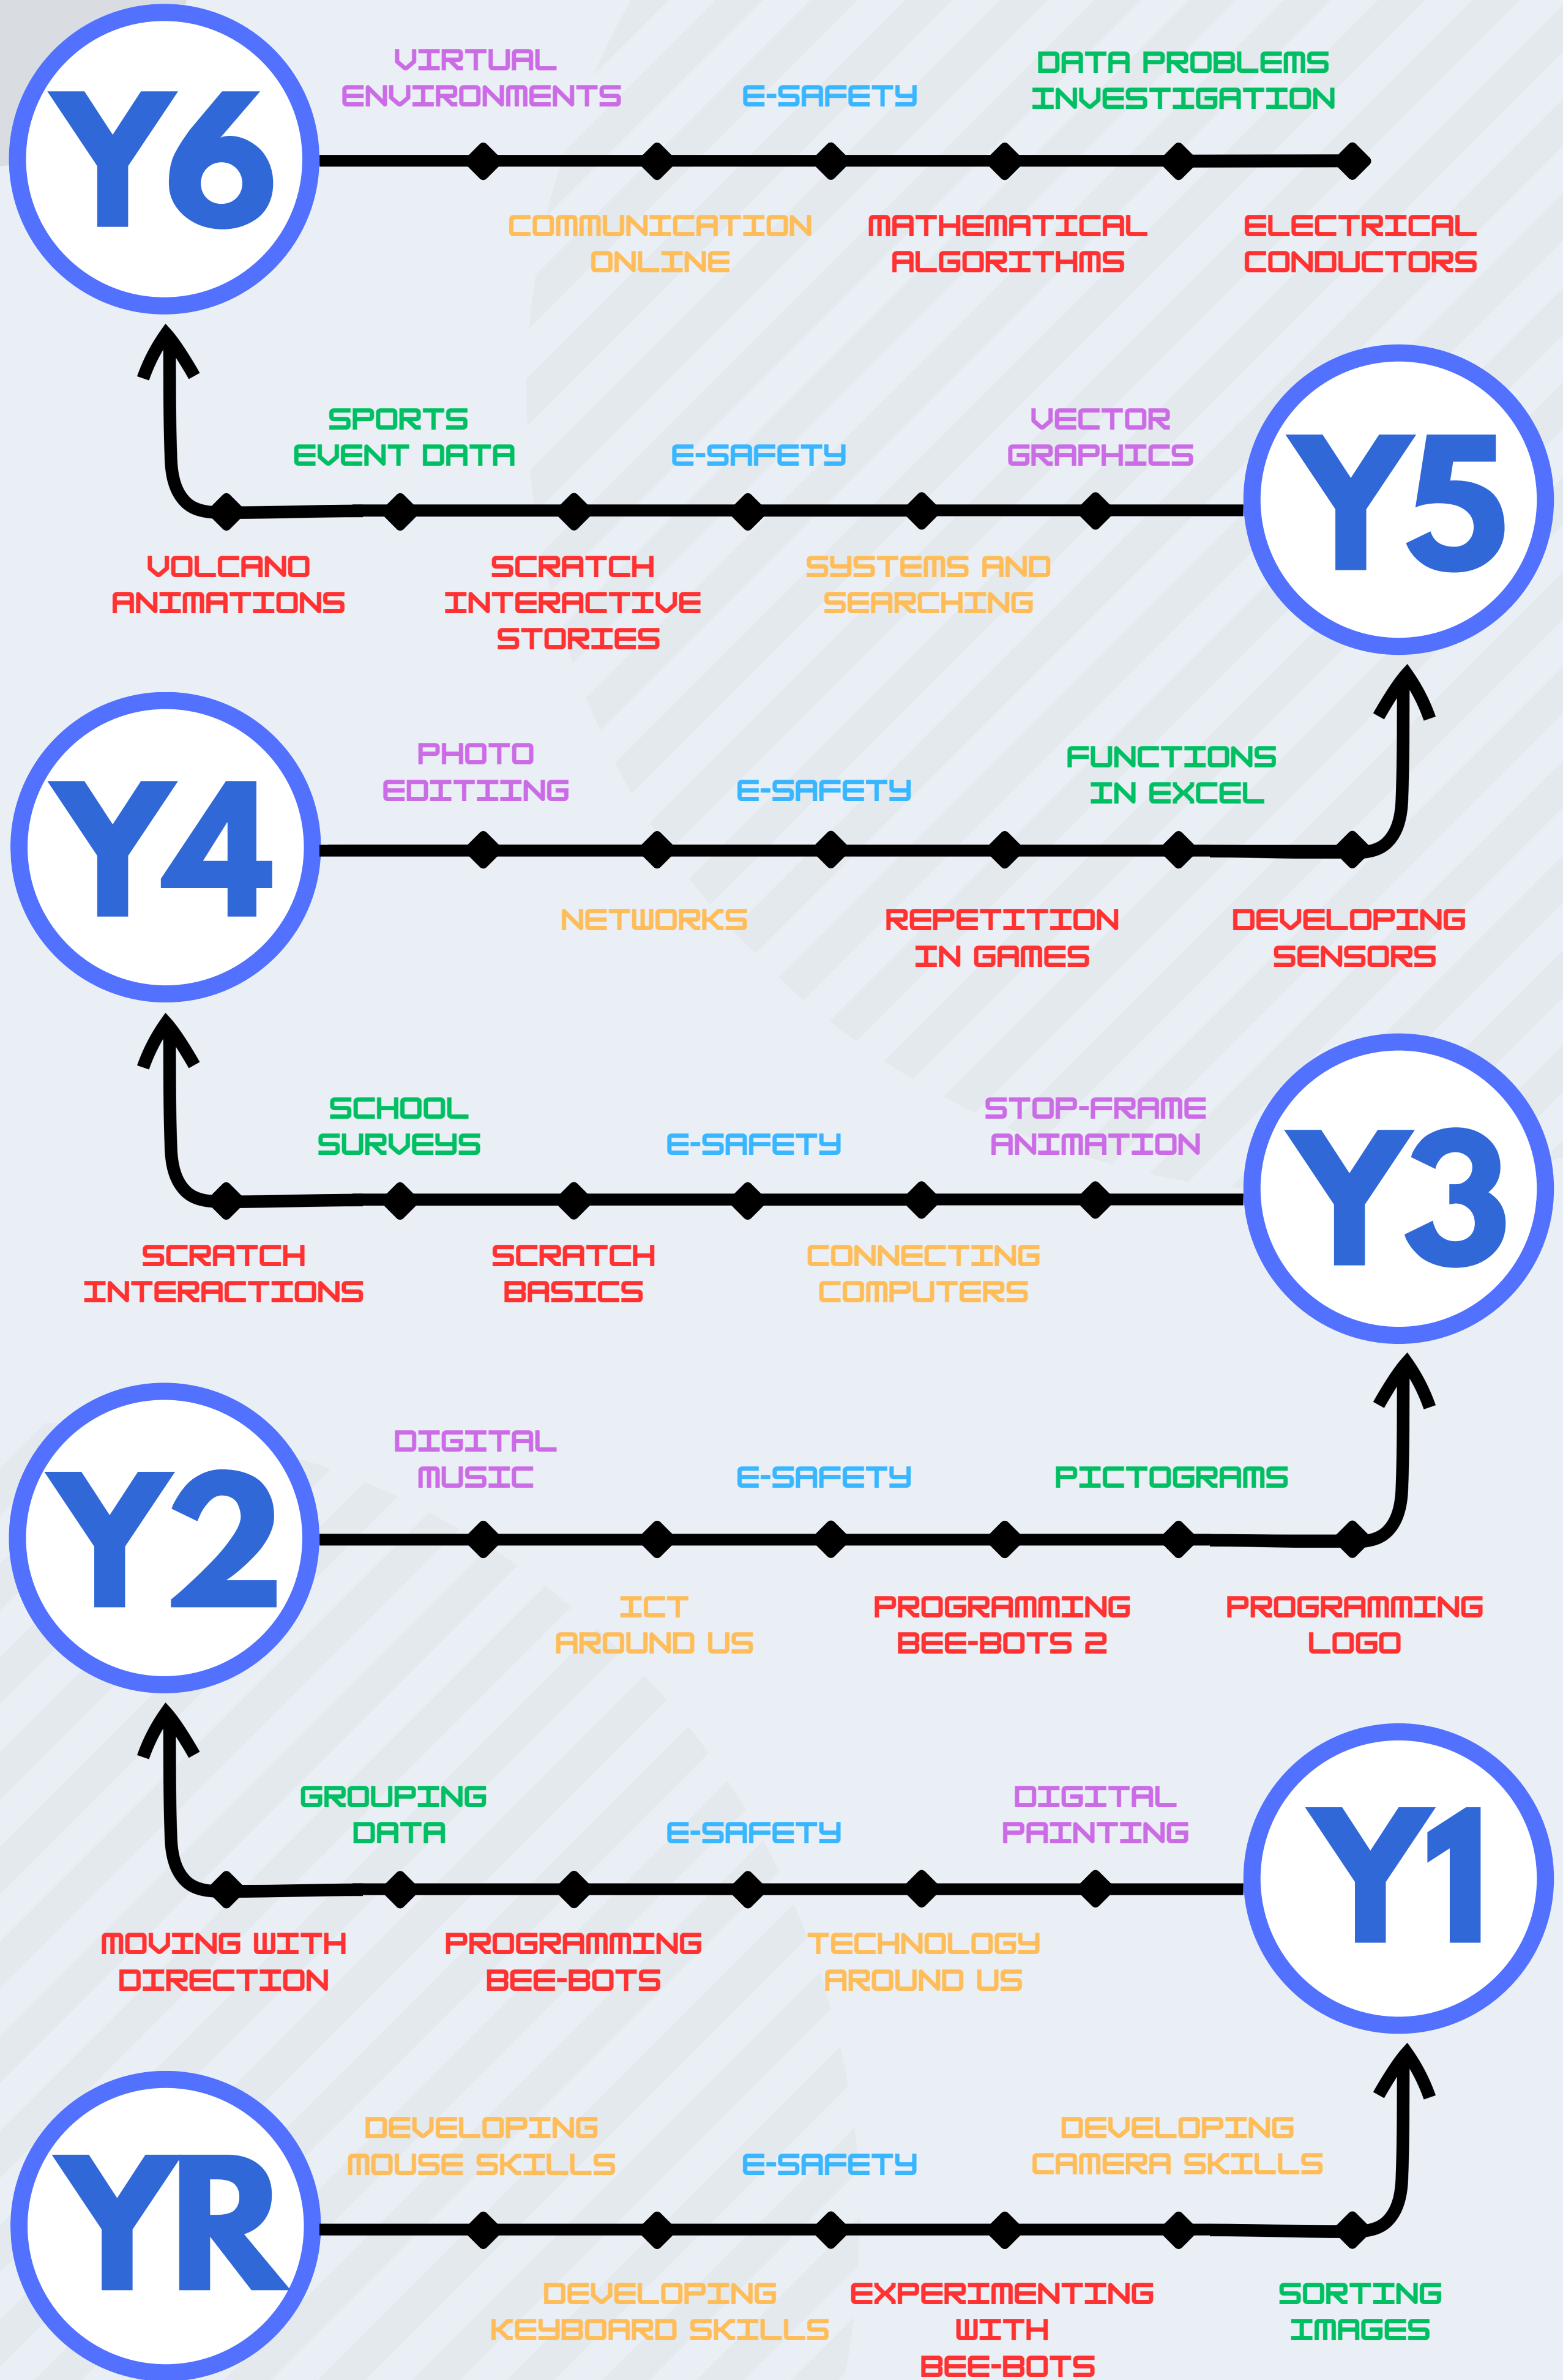 Y6
VIRTUAL
ENVIRONMENTS
E-SAFETY
DATA PROBLEMS
INVESTIGATION
COMMUNICATION
ONLINE
MATHEMATICAL
ALGORITHMS
ELECTRICAL
CONDUCTORS
SPORTS
EVENT DATA
E-SAFETY
VECTOR
GRAPHICS
Y5
VOLCANO
ANIMATIONS
SCRATCH
INTERACTIVE
STORIES
SYSTEMS AND
SEARCHING
Y4
PHOTO
EDITIING
E-SAFETY
FUNCTIONS
IN EXCEL
NETWORKS
REPETITION
IN GAMES
DEVELOPING
SENSORS
SCHOOL
SURVEYS
E-SAFETY
STOP-FRAME
ANIMATION
Y3
SCRATCH
INTERACTIONS
SCRATCH
BASICS
CONNECTING
COMPUTERS
Y2
DIGITAL
MUSIC
E-SAFETY
PICTOGRAMS
ICT
AROUND US
PROGRAMMING
BEE-BOTS 2
PROGRAMMING
LOGO
GROUPING
DATA
E-SAFETY
DIGITAL
PAINTING
Y1
MOVING WITH
DIRECTION
PROGRAMMING
BEE-BOTS
TECHNOLOGY
AROUND US
YR
DEVELOPING
MOUSE SKILLS
E-SAFETY
DEVELOPING
CAMERA SKILLS
DEVELOPING
KEYBOARD SKILLS
EXPERIMENTING
WITH
BEE-BOTS
SORTING
IMAGES